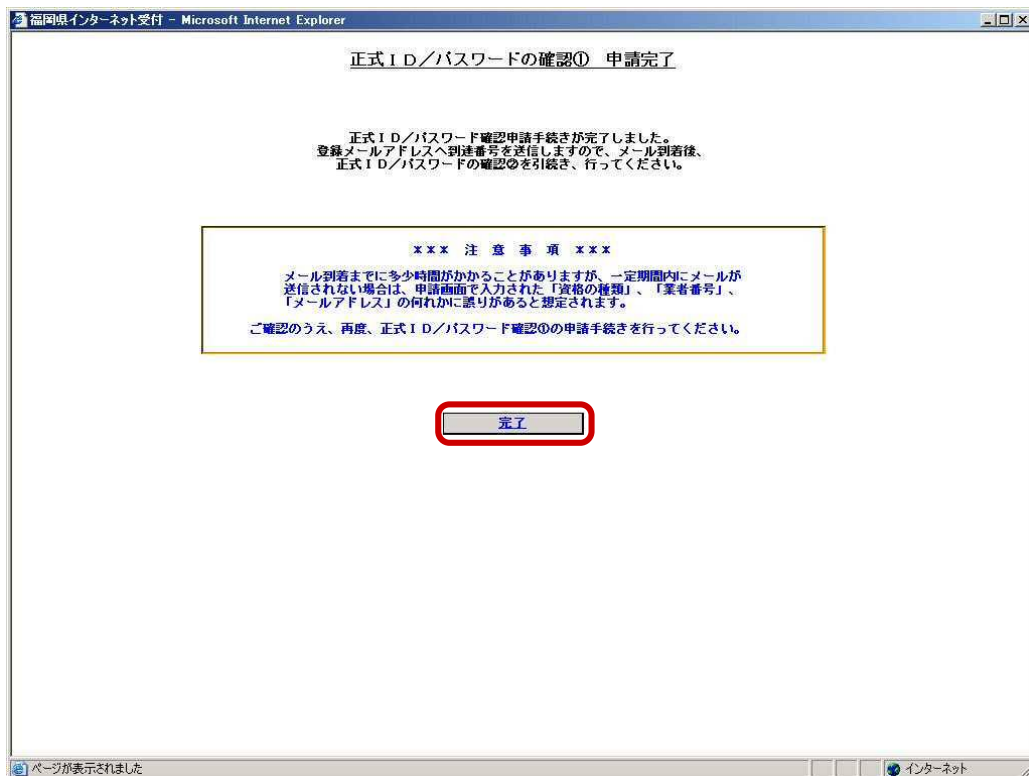 福岡県インターネット受付 - Microsoft Internet Explorer
正式ＩＤ／パスワードの確認① 申請完了
正式ＩＤ／パスワード確認申請手続きが完了しました。
登録メールアドレスへ到達番号を送信しますので、メール到着後、
正式ＩＤ／パスワードの確認②を引続き、行ってください。
＊＊＊ 注 意 事 項 ＊＊＊
メール到着までに多少時間がかかることがありますが、一定期間内にメールが
送信されない場合は、申請画面で入力された「資格の種類」、「業者番号」、
「メールアドレス」の何れかに誤りがあると想定されます。
ご確認のうえ、再度、正式ＩＤ／パスワード確認①の申請手続きを行ってください。
完了
ページが表示されました
インターネット